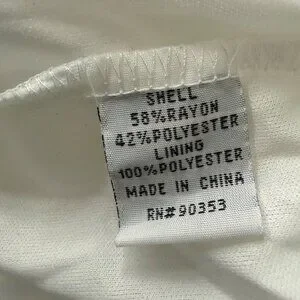 SHELL
58%RAYON
42%POLYESTER
LINING
100%POLYESTER
MADE IN CHINA
RN#90353